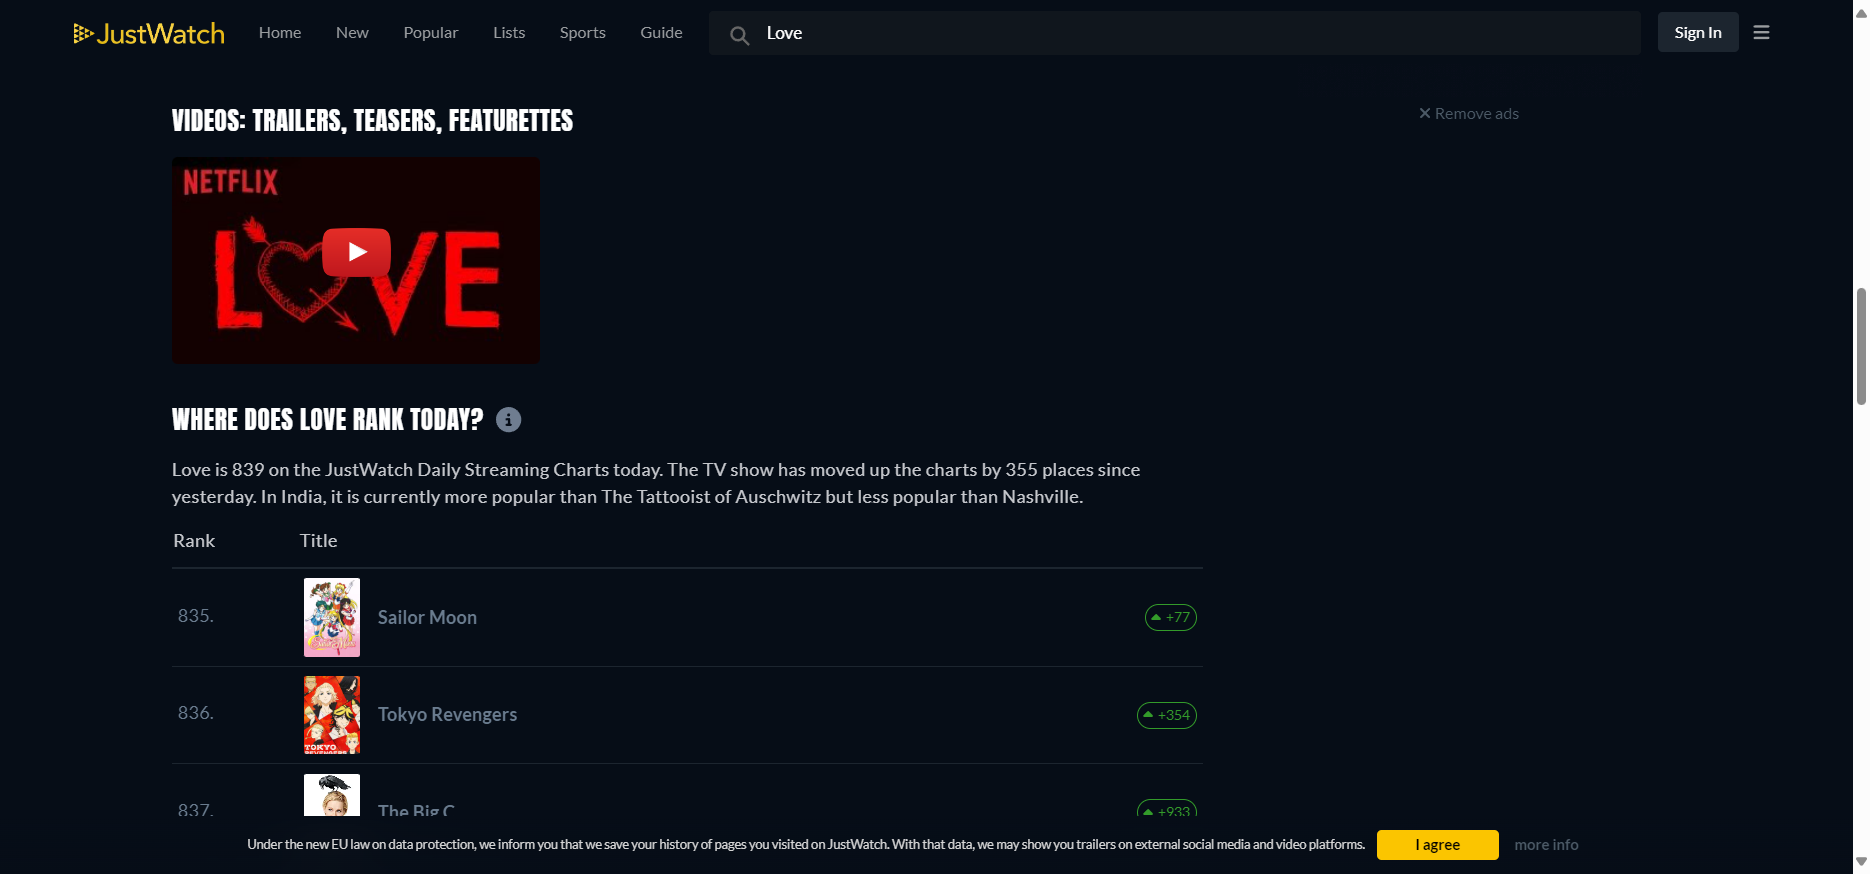 JustWatch
Home
New
Popular
Lists
Sports
Guide
Love
Sign In
VIDEOS: TRAILERS, TEASERS, FEATURETTES
Remove ads
NETFLIX
LOVE
WHERE DOES LOVE RANK TODAY?
Love is 839 on the JustWatch Daily Streaming Charts today. The TV show has moved up the charts by 355 places since
yesterday. In India, it is currently more popular than The Tattooist of Auschwitz but less popular than Nashville.
Rank Title
835. Sailor Moon +77
836. Tokyo Revengers +354
TOKYO
REVENGERS
837. The Big C +933
Under the new EU law on data protection, we inform you that we save your history of pages you visited on JustWatch. With that data, we may show you trailers on external social media and video platforms.
I agree
more info